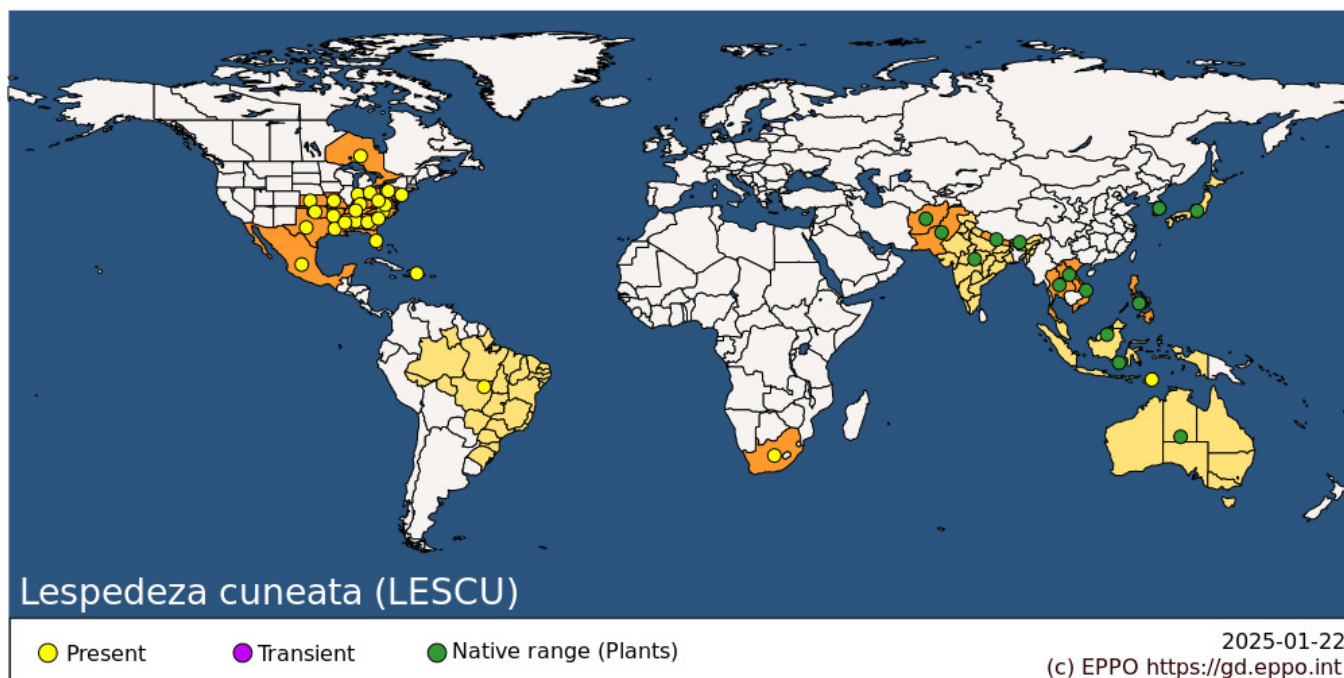 Lespedeza cuneata (LESCU)
Present
Transient
Native range (Plants)
2025-01-22
(c) EPPO https://gd.eppo.int